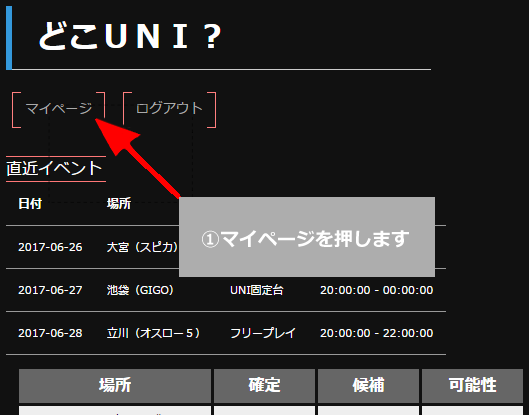 どこＵＮＩ？
マイページ ログアウト
直近イベント
日付 場所
①マイページを押します
2017-06-26 大宮（スピカ）
2017-06-27 池袋（GIGO） UNI固定台 20:00:00 - 00:00:00
2017-06-28 立川（オスロー５） フリープレイ 20:00:00 - 22:00:00
場所 確定 候補 可能性